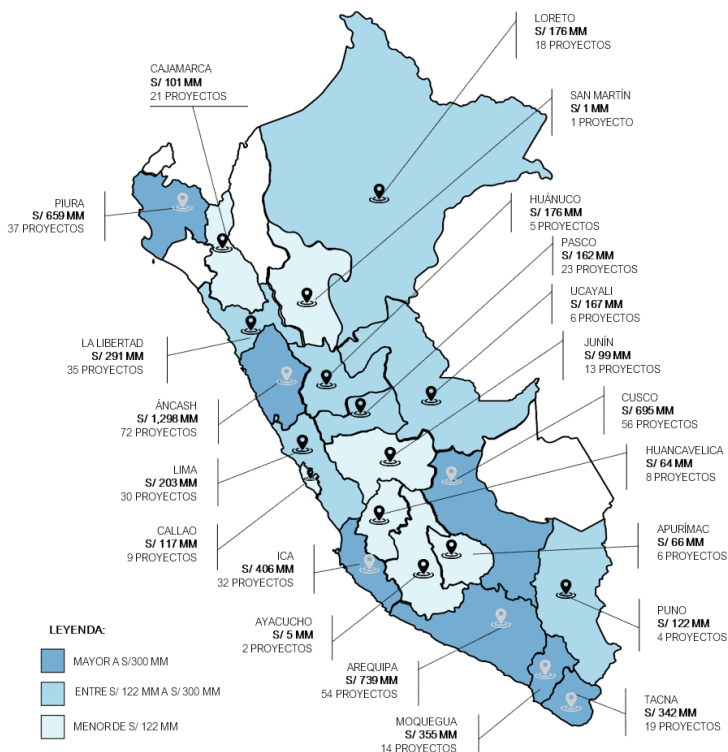 LORETO
S/ 176 MM
18 PROYECTOS
CAJAMARCA
S/ 101 MM
21 PROYECTOS
SAN MARTÍN
S/ 1 MM
1 PROYECTO
PIURA
S/ 659 MM
37 PROYECTOS
HUÁNUCO
S/ 176 MM
5 PROYECTOS
PASCO
S/ 162 MM
23 PROYECTOS
UCAYALI
S/ 167 MM
6 PROYECTOS
LA LIBERTAD
S/ 291 MM
35 PROYECTOS
JUNÍN
S/ 99 MM
13 PROYECTOS
ÁNCASH
S/ 1,298 MM
72 PROYECTOS
CUSCO
S/ 695 MM
56 PROYECTOS
LIMA
S/ 203 MM
30 PROYECTOS
HUANCAVELICA
S/ 64 MM
8 PROYECTOS
CALLAO
S/ 117 MM
9 PROYECTOS
APURÍMAC
S/ 66 MM
6 PROYECTOS
ICA
S/ 406 MM
32 PROYECTOS
PUNO
S/ 122 MM
4 PROYECTOS
AYACUCHO
S/ 5 MM
2 PROYECTOS
AREQUIPA
S/ 739 MM
54 PROYECTOS
TACNA
S/ 342 MM
19 PROYECTOS
MOQUEGUA
S/ 355 MM
14 PROYECTOS
LEYENDA:
MAYOR A S/300 MM
ENTRE S/ 122 MM A S/ 300 MM
MENOR DE S/ 122 MM